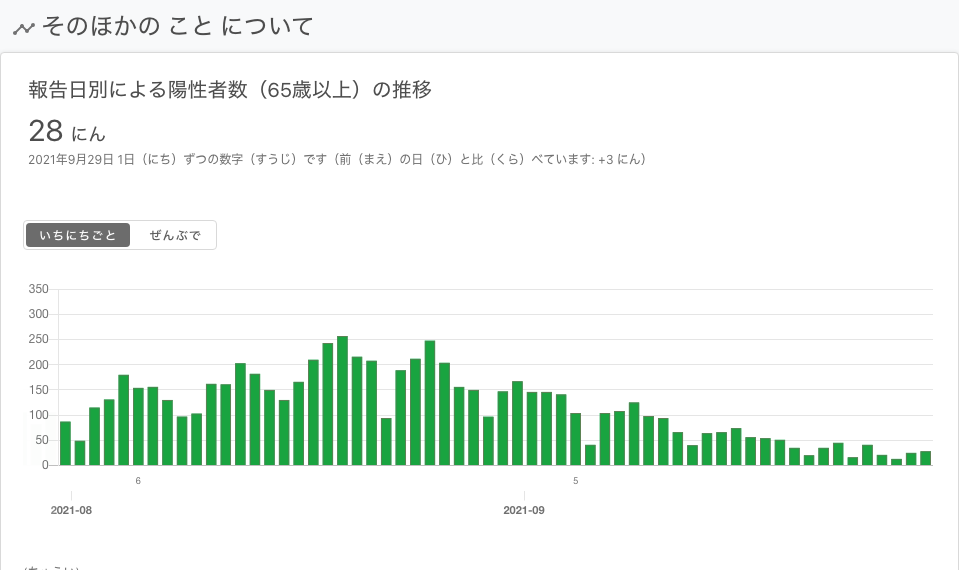 そのほかの こと について
報告日別による陽性者数（65歳以上）の推移
28 にん
2021年9月29日 1日（にち）ずつの数字（すうじ）です（前（まえ）の日（ひ）と比（くら）べています: +3 にん）
いちにちごと ぜんぶで
350
300
250
200
150
100
50
0
6 5
2021-08 2021-09